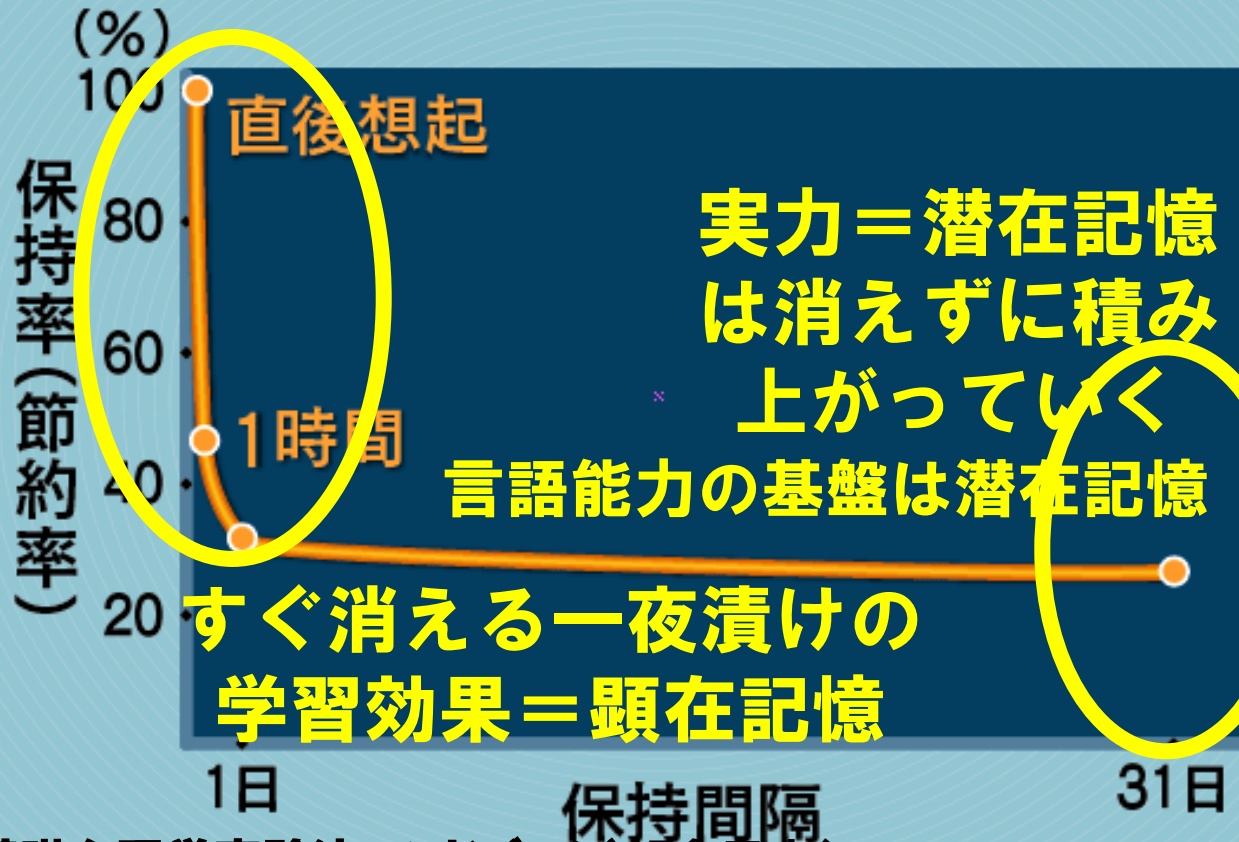 (%)
100
直後想起
保持率(節約率)
80
実力＝潜在記憶
は消えずに積み
60
上がっていく
1時間
40
言語能力の基盤は潜在記憶
20
すぐ消える一夜漬けの
学習効果＝顕在記憶
1日
31日
保持間隔